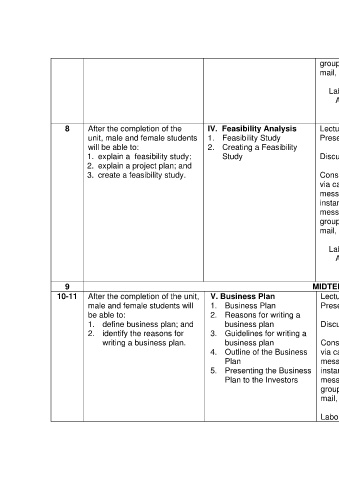 group
mail,
La
8
After the completion of the
unit, male and female students
will be able to:
1. explain a feasibility study;
2. explain a project plan; and
3. create a feasibility study.
IV. Feasibility Analysis
1. Feasibility Study
2. Creating a Feasibility
Study
Lectu
Prese
Discu
Cons
via ca
mess
instan
mess
group
mail,
La
9
MIDTE
10-11
After the completion of the unit,
male and female students will
be able to:
1. define business plan; and
2. identify the reasons for
writing a business plan.
V. Business Plan
1. Business Plan
2. Reasons for writing a
business plan
3. Guidelines for writing a
business plan
4. Outline of the Business
Plan
5. Presenting the Business
Plan to the Investors
Lectu
Prese
Discu
Cons
via ca
mess
instan
mess
group
mail,
Labo